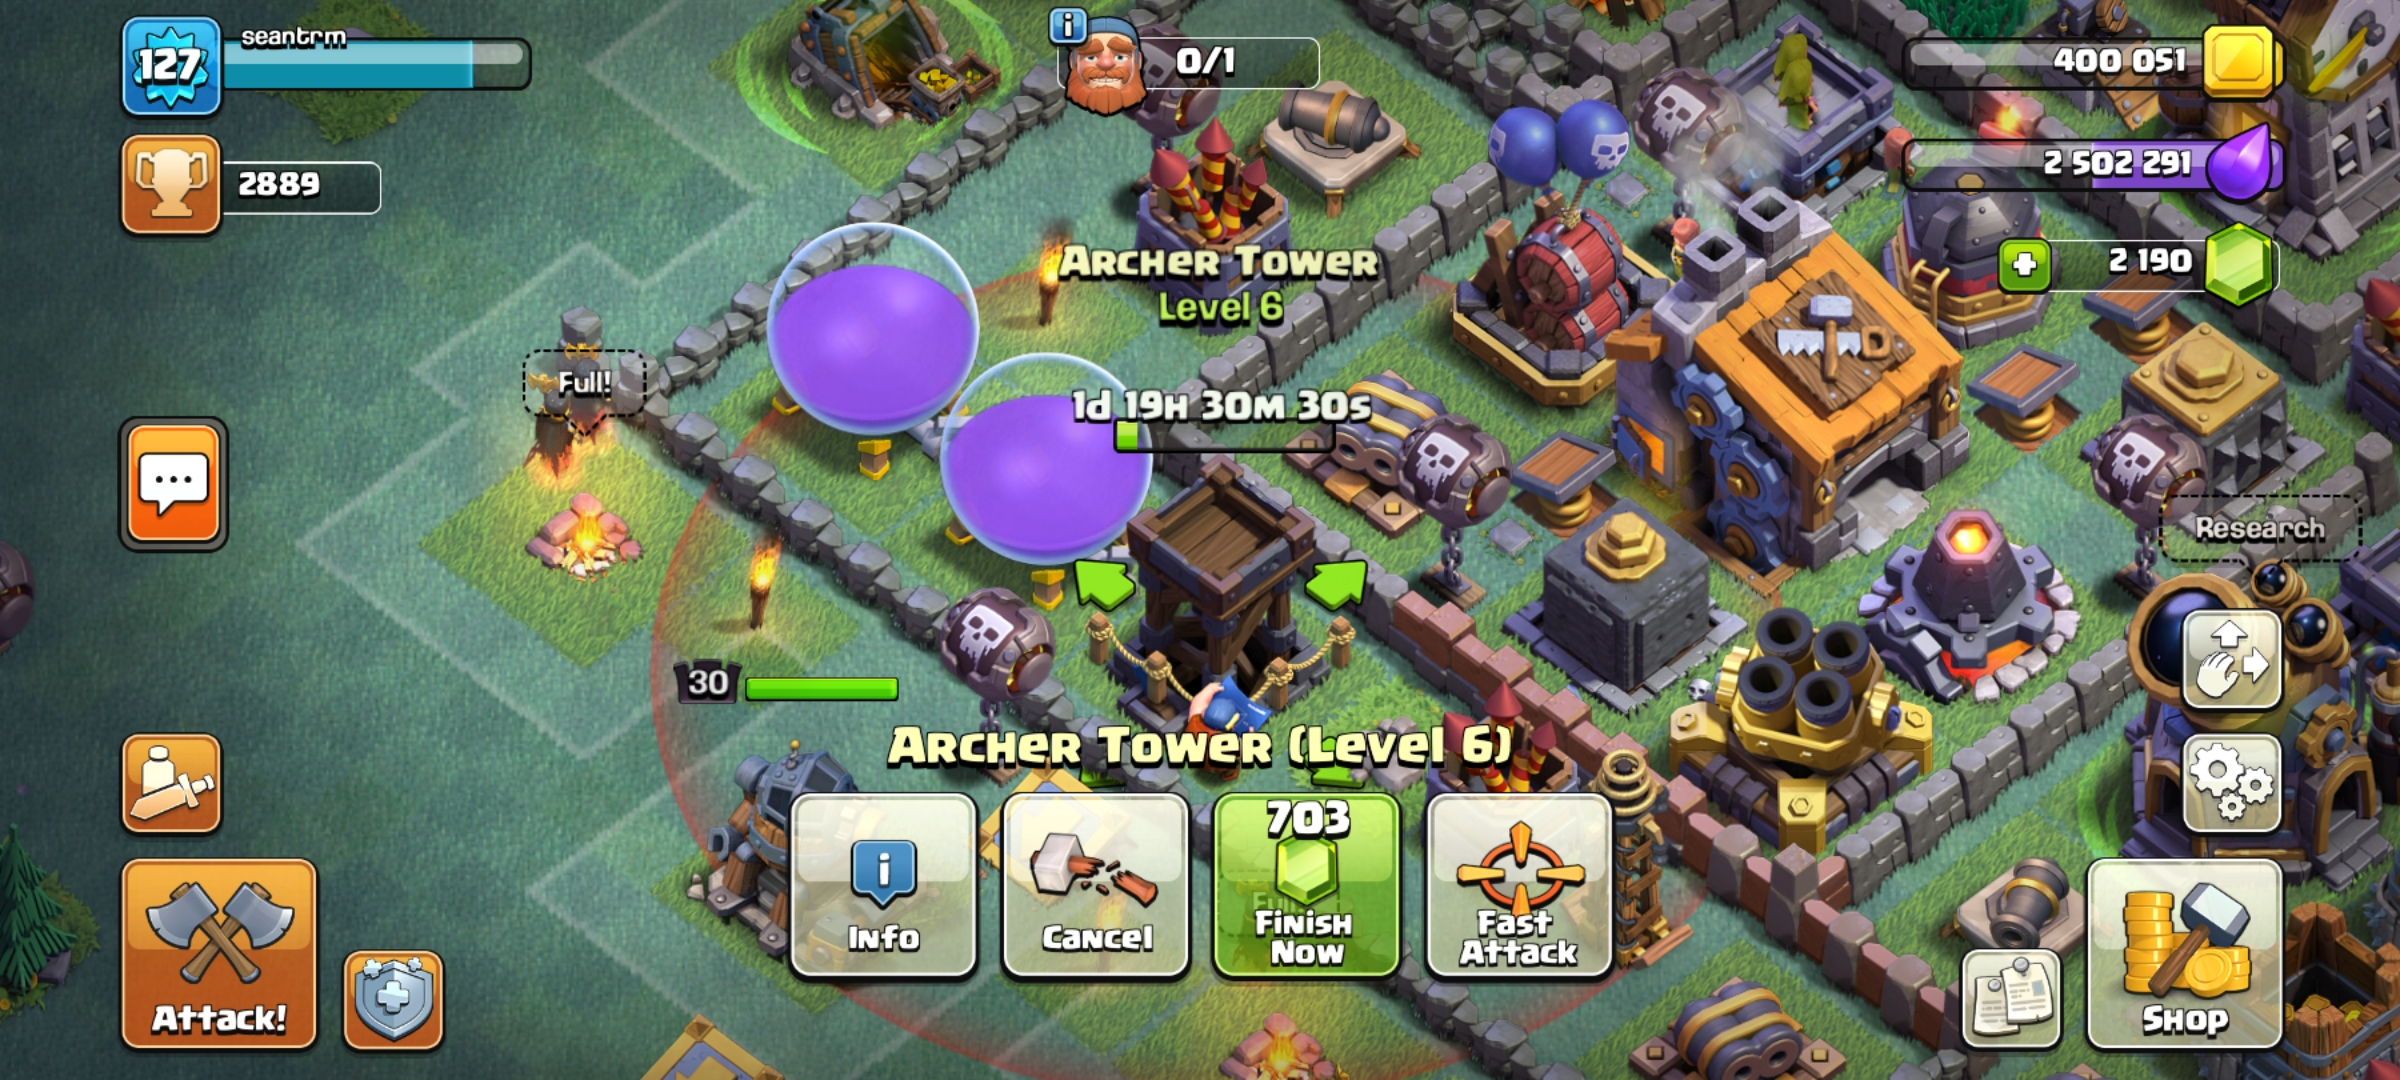 127
seantrm
0/1
400 051
2889
2 502 291
2 190
Archer Tower
Level 6
Full!
1d 19H 30M 30s
Research
30
Archer Tower (Level 6)
Info
Cancel
703
Finish
Now
Fast
Attack
Attack!
Shop